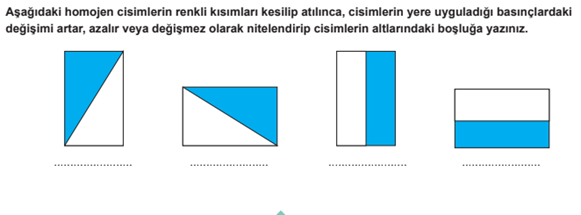 Aşağıdaki homojen cisimlerin renkli kısımları kesilip atılınca, cisimlerin yere uyguladığı basınçlardaki
değişimi artar, azalır veya değişmez olarak nitelendirip cisimlerin altlarındaki boşluğa yazınız.